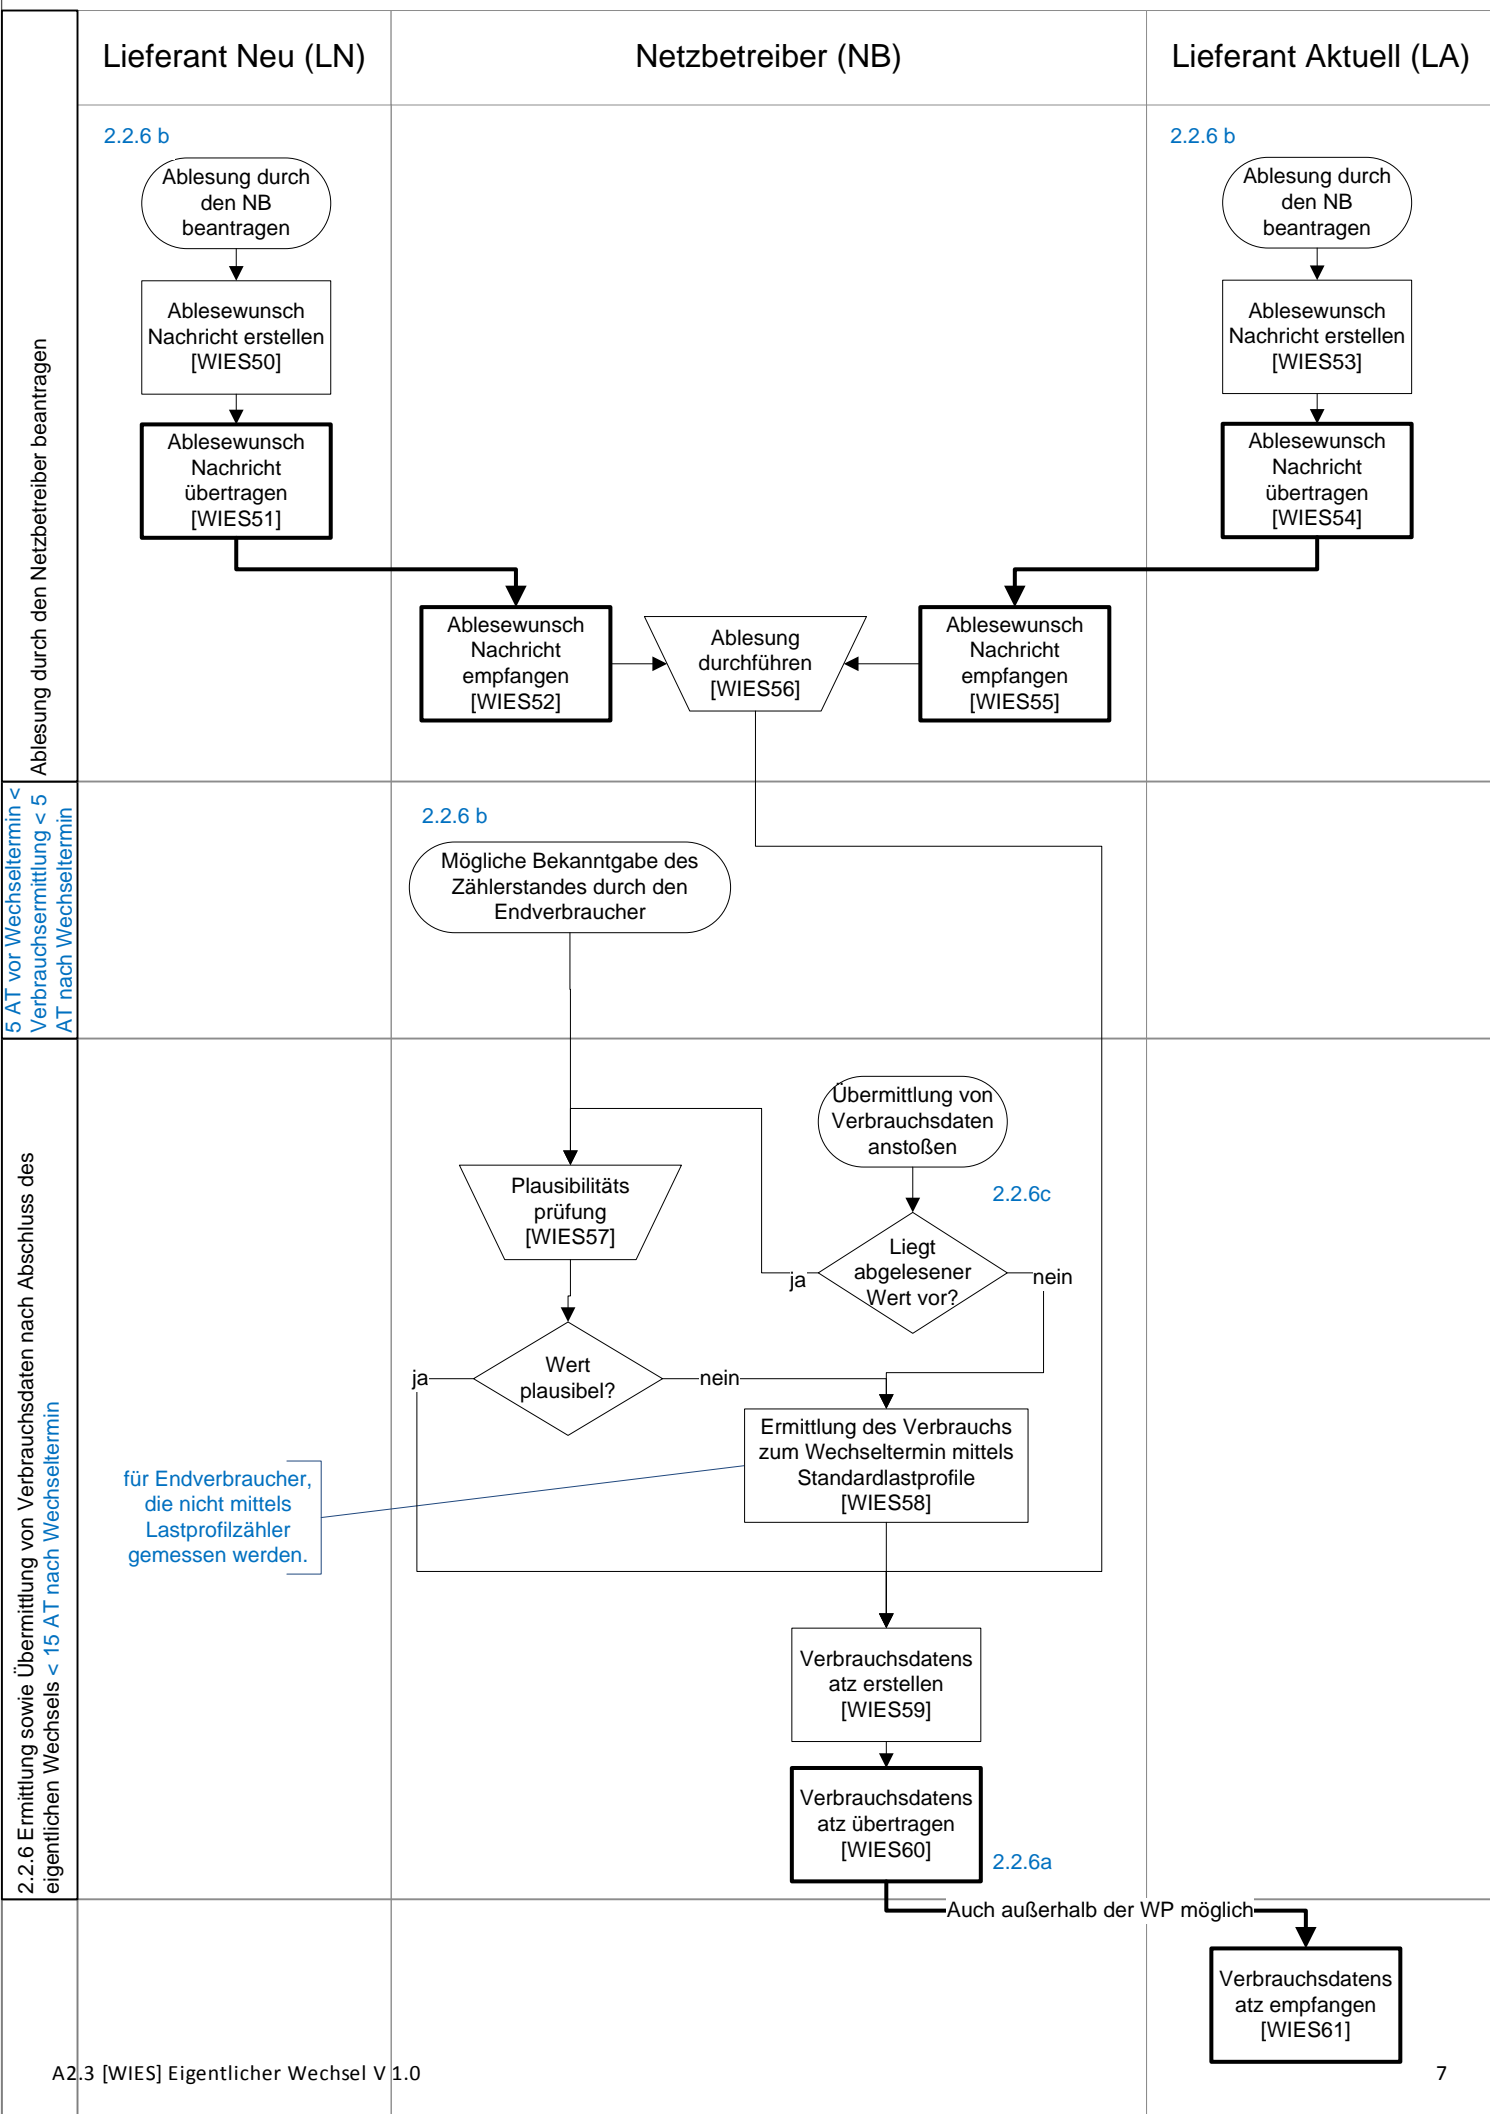 Lieferant Neu (LN)
Netzbetreiber (NB)
Lieferant Aktuell (LA)
Ablesung durch den Netzbetreiber beantragen
2.2.6 b
Ablesung durch
den NB
beantragen
Ablesewunsch
Nachricht erstellen
[WIES50]
Ablesewunsch
Nachricht
übertragen
[WIES51]
2.2.6 b
Ablesung durch
den NB
beantragen
Ablesewunsch
Nachricht erstellen
[WIES53]
Ablesewunsch
Nachricht
übertragen
[WIES54]
Ablesewunsch
Nachricht
empfangen
[WIES52]
Ablesung
durchführen
[WIES56]
Ablesewunsch
Nachricht
empfangen
[WIES55]
5 AT vor Wechseltermin <
Verbrauchsermittlung < 5
AT nach Wechseltermin
2.2.6 b
Mögliche Bekanntgabe des
Zählerstandes durch den
Endverbraucher
2.2.6 Ermittlung sowie Übermittlung von Verbrauchsdaten nach Abschluss des
eigentlichen Wechsels < 15 AT nach Wechseltermin
Übermittlung von
Verbrauchsdaten
anstoßen
2.2.6c
Plausibilitäts
prüfung
[WIES57]
Liegt
abgelesener
Wert vor?
ja
nein
Wert
plausibel?
ja
nein
Ermittlung des Verbrauchs
zum Wechseltermin mittels
Standardlastprofile
[WIES58]
für Endverbraucher,
die nicht mittels
Lastprofilzähler
gemessen werden.
Verbrauchsdatens
atz erstellen
[WIES59]
Verbrauchsdatens
atz übertragen
[WIES60]
2.2.6a
Auch außerhalb der WP möglich
Verbrauchsdatens
atz empfangen
[WIES61]
A2.3 [WIES] Eigentlicher Wechsel V 1.0
7